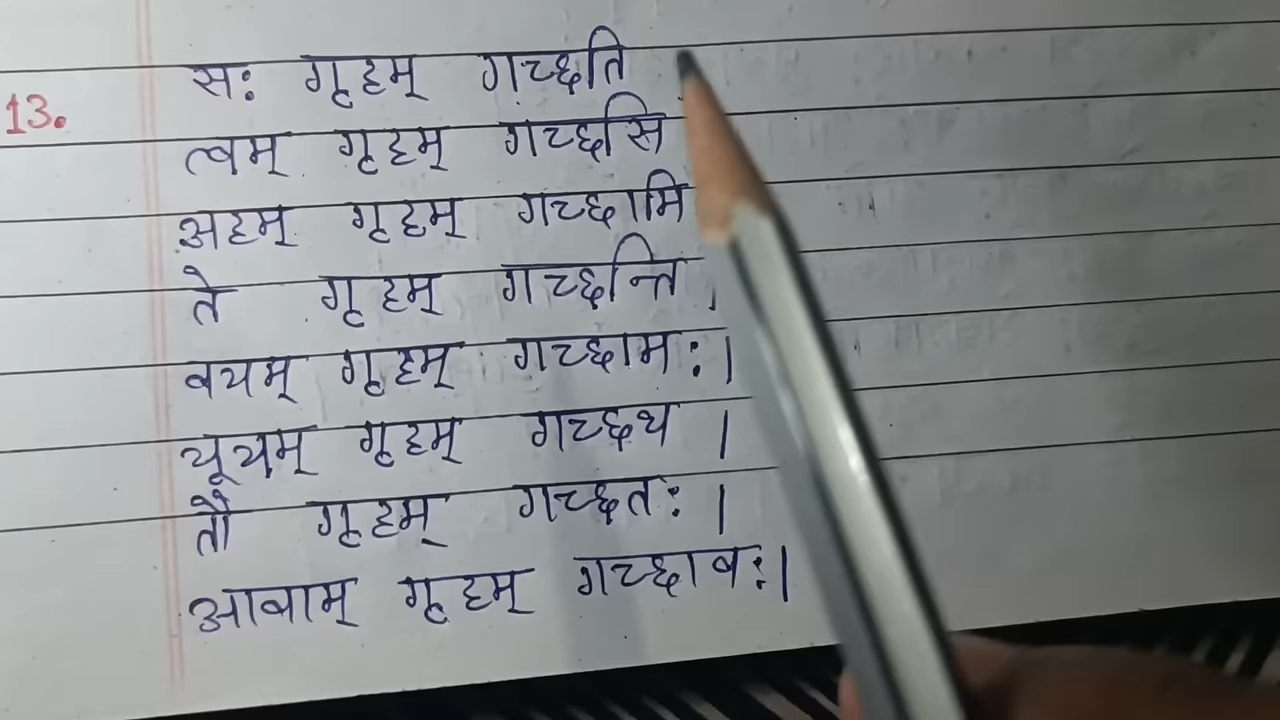 13. सः गृहम् गच्छति
त्वम् गृहम् गच्छसि
अहम् गृहम् गच्छामि
ते गृहम् गच्छन्ति ।
वयम् गृहम् गच्छामः ।
यूयम् गृहम् गच्छथ ।
तौ गृहम् गच्छतः ।
आवाम् गृहम् गच्छावः ।